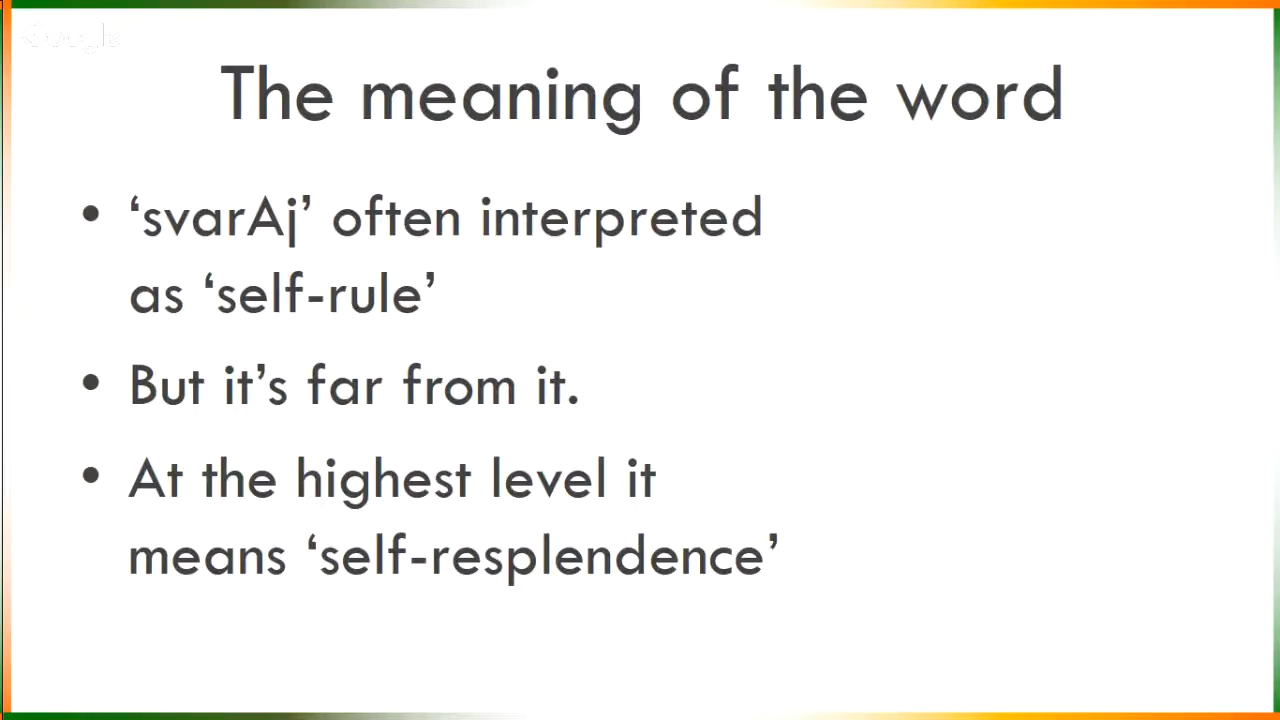 Google
The meaning of the word
• ‘svarAj’ often interpreted
as ‘self-rule’
• But it’s far from it.
• At the highest level it
means ‘self-resplendence’